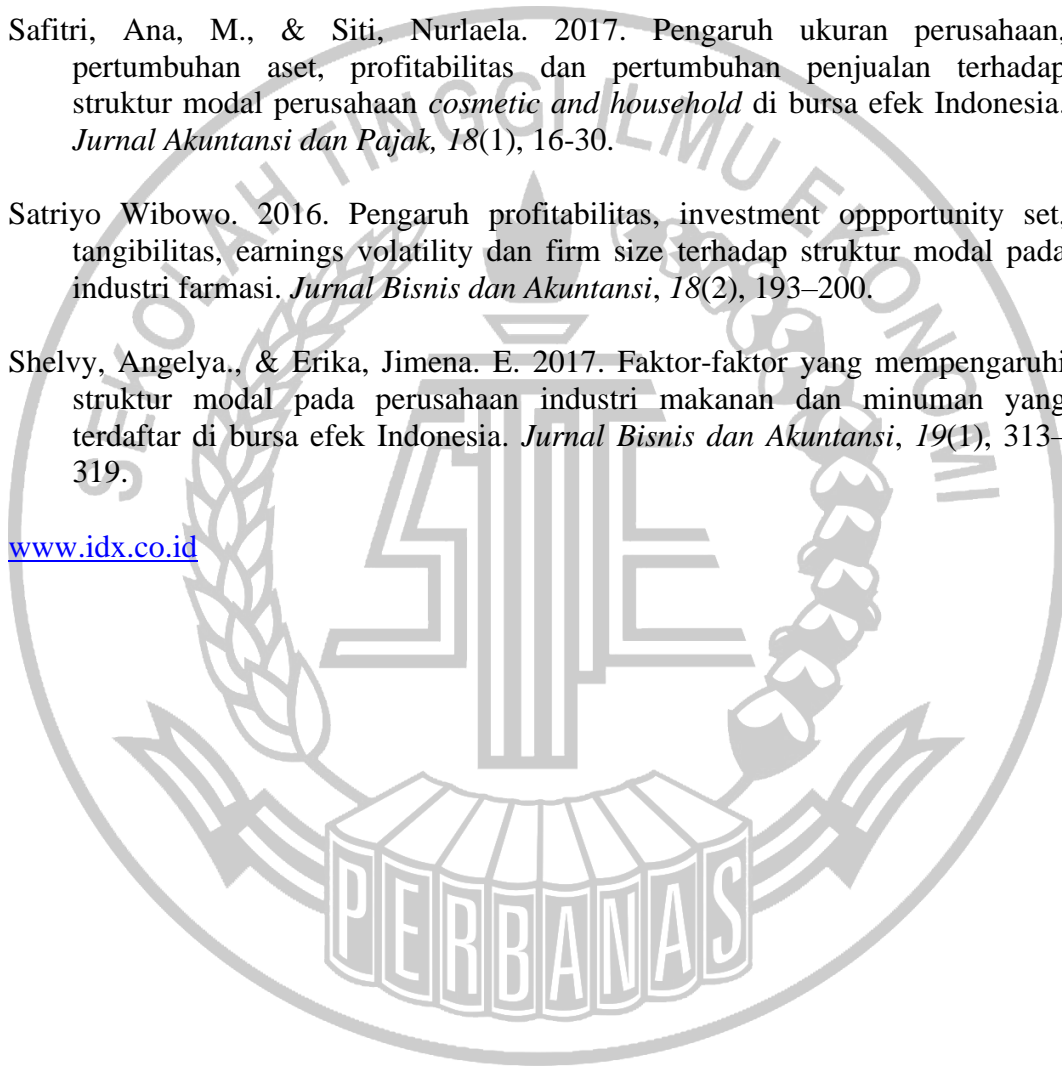 Safitri, Ana, M., & Siti, Nurlaela. 2017. Pengaruh ukuran perusahaan,
pertumbuhan aset, profitabilitas dan pertumbuhan penjualan terhadap
struktur modal perusahaan cosmetic and household di bursa efek Indonesia.
Jurnal Akuntansi dan Pajak, 18(1), 16-30.
Satriyo Wibowo. 2016. Pengaruh profitabilitas, investment oppportunity set,
tangibilitas, earnings volatility dan firm size terhadap struktur modal pada
industri farmasi. Jurnal Bisnis dan Akuntansi, 18(2), 193–200.
Shelvy, Angelya., & Erika, Jimena. E. 2017. Faktor-faktor yang mempengaruhi
struktur modal pada perusahaan industri makanan dan minuman yang
terdaftar di bursa efek Indonesia. Jurnal Bisnis dan Akuntansi, 19(1), 313–
319.
www.idx.co.id
SEKOLAH TINGGI ILMU EKONOMI
PERBANAS